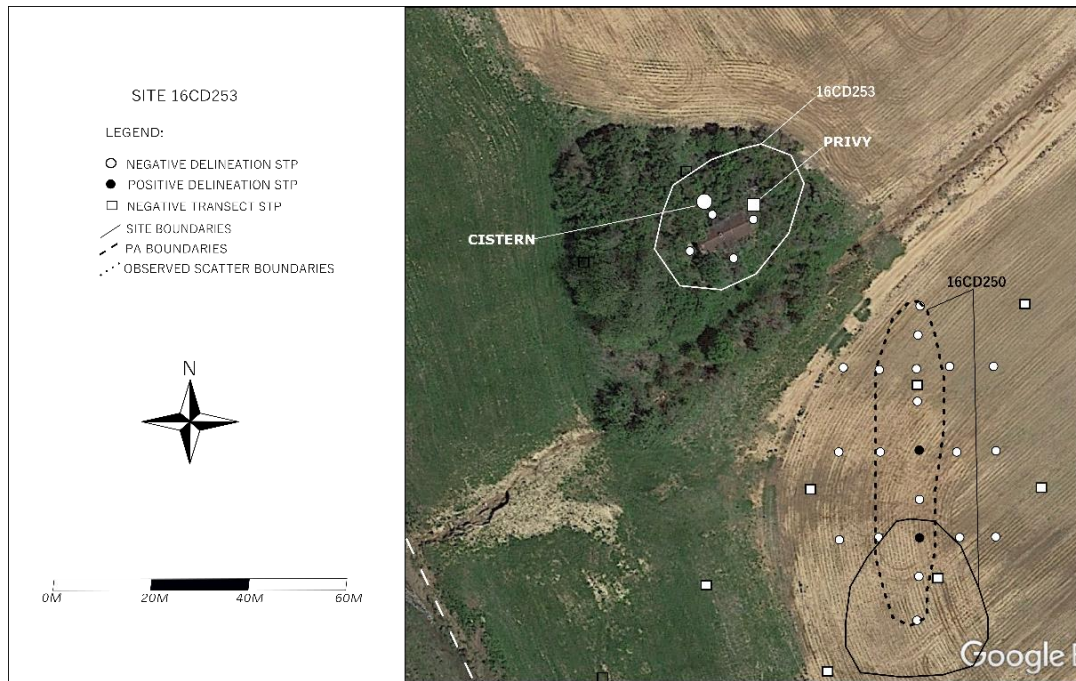 SITE 16CD253
LEGEND:
NEGATIVE DELINEATION STP
POSITIVE DELINEATION STP
NEGATIVE TRANSECT STP
SITE BOUNDARIES
PA BOUNDARIES
OBSERVED SCATTER BOUNDARIES
N
0M 20M 40M 60M
16CD253
PRIVY
CISTERN
16CD250
Google E